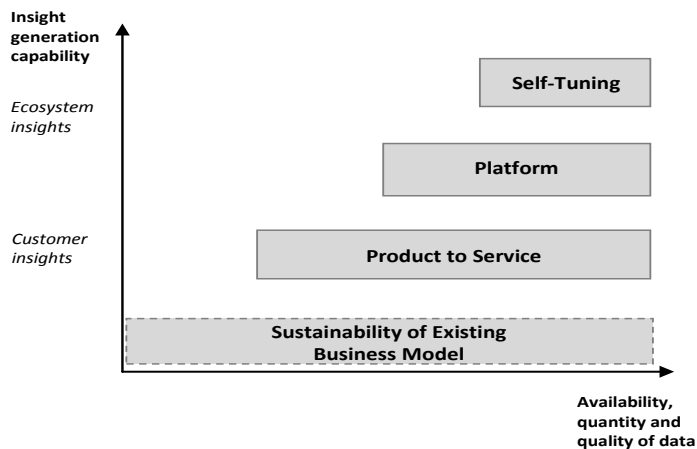 Insight
generation
capability
Self-Tuning
Ecosystem
insights
Platform
Customer
insights
Product to Service
Sustainability of Existing
Business Model
Availability,
quantity and
quality of data